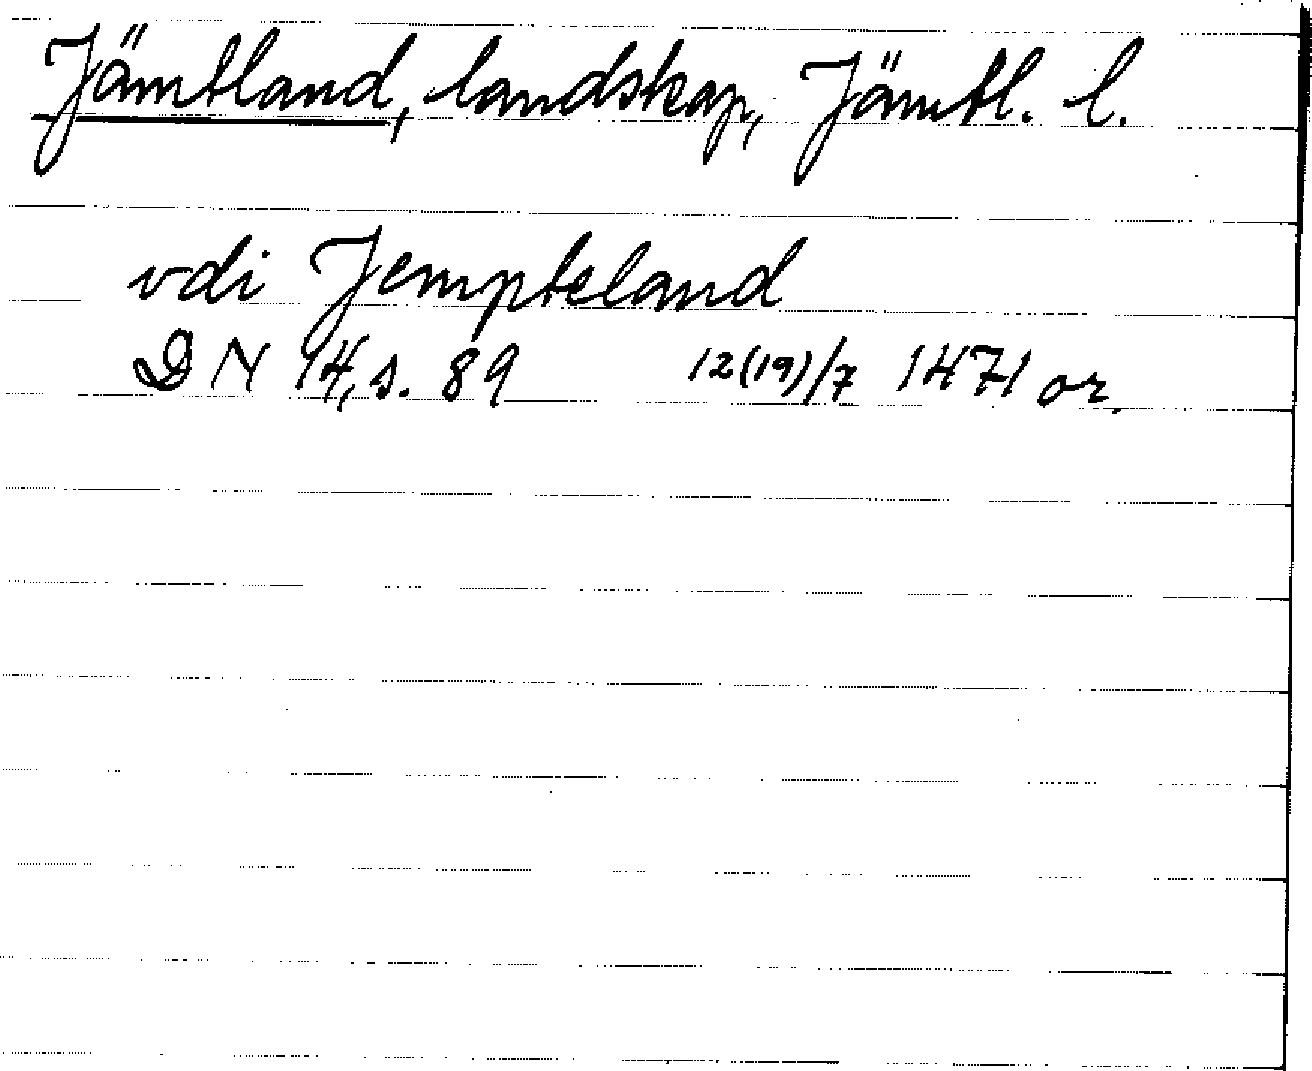 Jämtland, landskap, Jämtl. l.
vdi Jempteland
DN 14, s. 89 12(19)/7 1471 or.